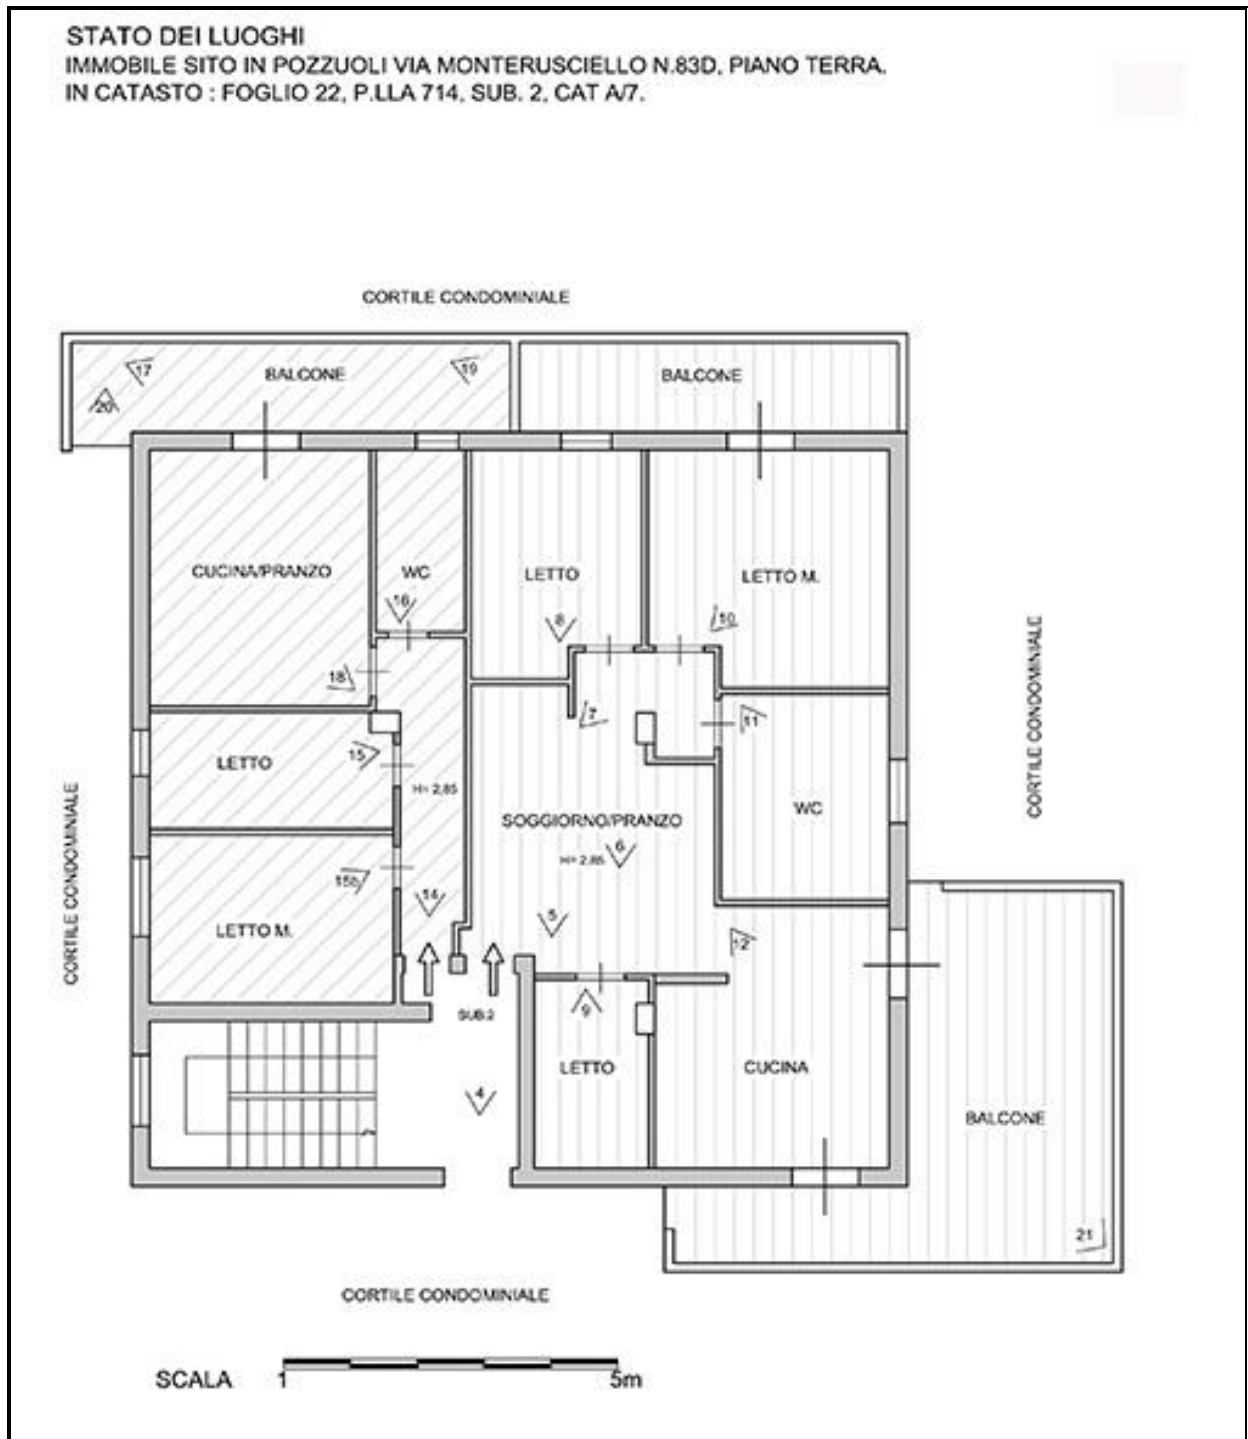 STATO DEI LUOGHI
IMMOBILE SITO IN POZZUOLI VIA MONTERUSCIELLO N.83D, PIANO TERRA.
IN CATASTO : FOGLIO 22, P.LLA 714, SUB. 2, CAT A/7.
CORTILE CONDOMINIALE
17
BALCONE
19
BALCONE
20
CUCINA/PRANZO
WC
LETTO
LETTO M.
16
8
10
18
7
11
CORTILE CONDOMINIALE
15
LETTO
H= 2,85
SOGGIORNO/PRANZO
WC
6
H= 2,85
CORTILE CONDOMINIALE
15b
14
5
LETTO M.
12
SUB.2
9
LETTO
CUCINA
4
BALCONE
21
CORTILE CONDOMINIALE
SCALA 1 5m